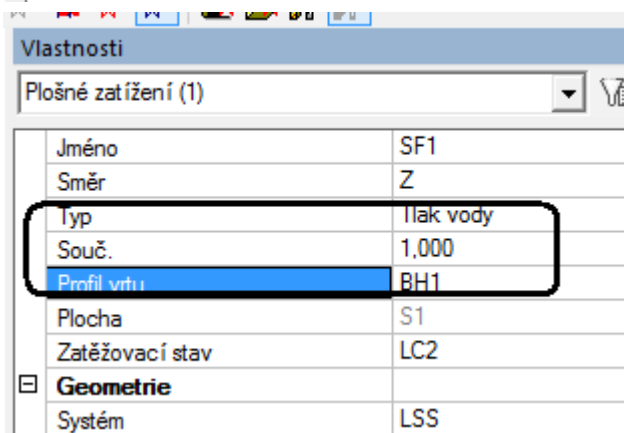 Vlastnosti
Plošné zatížení (1)
Jméno SF1
Směr Z
Typ Tlak vody
Souč. 1,000
Profil vrtu BH1
Plocha S1
Zatěžovací stav LC2
Geometrie
Systém LSS